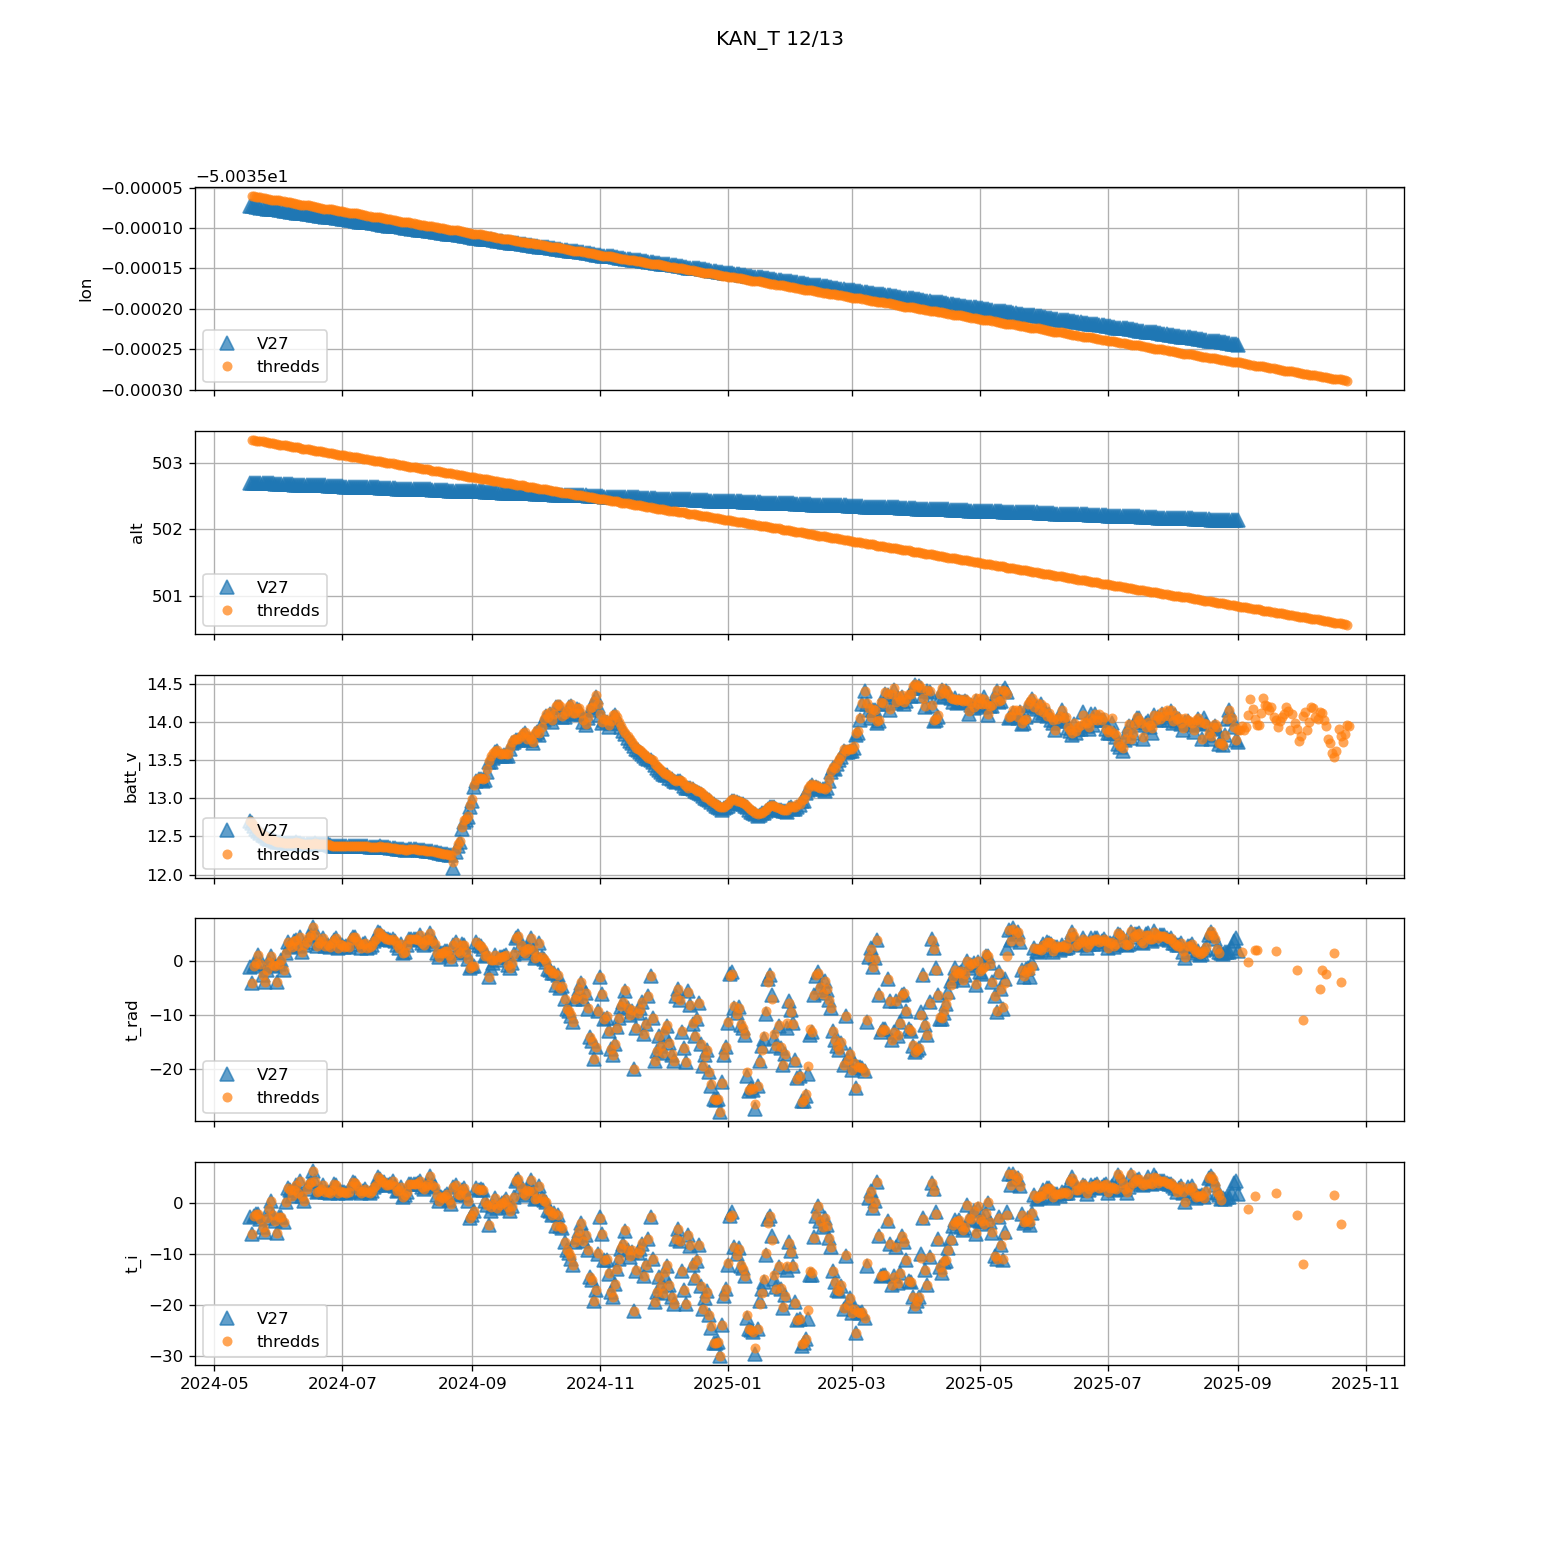 KAN_T 12/13
−5.0035e1
−0.00005
−0.00010
−0.00015
−0.00020
−0.00025
−0.00030
lon
V27
thredds
503
502
501
alt
V27
thredds
14.5
14.0
13.5
13.0
12.5
12.0
batt_v
V27
thredds
0
−10
−20
t_rad
V27
thredds
0
−10
−20
−30
t_i
V27
thredds
2024-05 2024-07 2024-09 2024-11 2025-01 2025-03 2025-05 2025-07 2025-09 2025-11